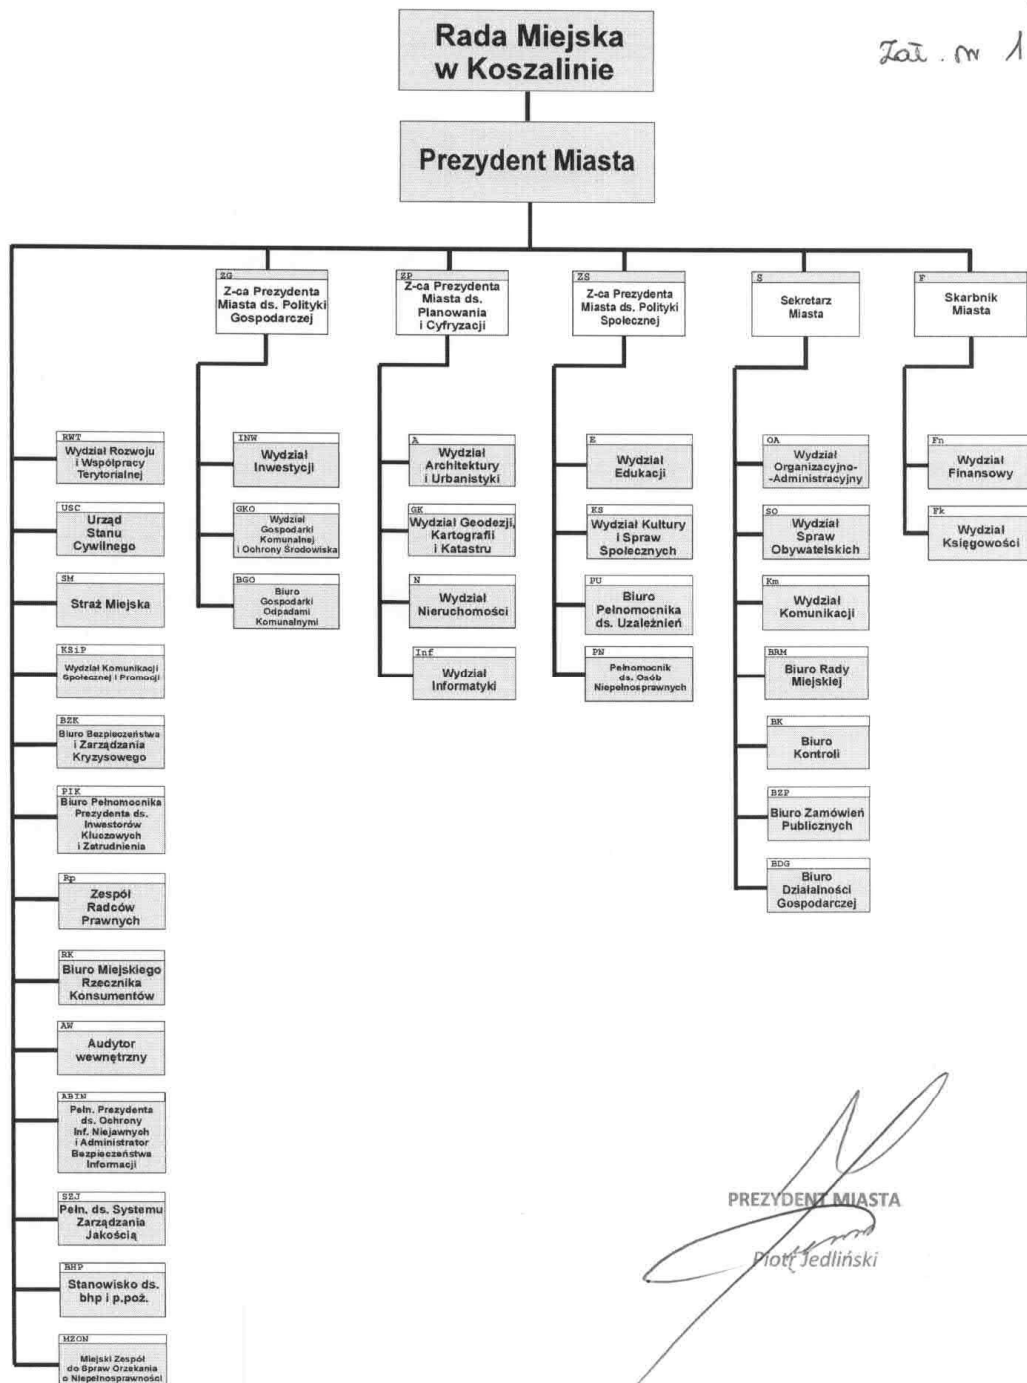 Rada Miejska
w Koszalinie
Zał. nr 1
Prezydent Miasta
ZG
Z-ca Prezydenta
Miasta ds. Polityki
Gospodarczej
ZP
Z-ca Prezydenta
Miasta ds.
Planowania
i Cyfryzacji
ZS
Z-ca Prezydenta
Miasta ds. Polityki
Społecznej
S
Sekretarz
Miasta
F
Skarbnik
Miasta
RWT
Wydział Rozwoju
i Współpracy
Terytorialnej
USC
Urząd
Stanu
Cywilnego
SM
Straż Miejska
KSiP
Wydział Komunikacji
Społecznej i Promocji
BZK
Biuro Bezpieczeństwa
i Zarządzania
Kryzysowego
PIK
Biuro Pełnomocnika
Prezydenta ds.
Inwestorów
Kluczowych
i Zatrudnienia
Rp
Zespół
Radców
Prawnych
RK
Biuro Miejskiego
Rzecznika
Konsumentów
AW
Audytor
wewnętrzny
ABIN
Pełn. Prezydenta
ds. Ochrony
Inf. Niejawnych
i Administrator
Bezpieczeństwa
Informacji
SZJ
Pełn. ds. Systemu
Zarządzania
Jakością
BHP
Stanowisko ds.
bhp i p.poż.
MZON
Miejski Zespół
do Spraw Orzekania
o Niepełnosprawności
INW
Wydział
Inwestycji
GKO
Wydział
Gospodarki
Komunalnej
i Ochrony Środowiska
BGO
Biuro
Gospodarki
Odpadami
Komunalnymi
A
Wydział
Architektury
i Urbanistyki
GK
Wydział Geodezji,
Kartografii
i Katastru
N
Wydział
Nieruchomości
Inf
Wydział
Informatyki
E
Wydział
Edukacji
KS
Wydział Kultury
i Spraw
Społecznych
PU
Biuro
Pełnomocnika
ds. Uzależnień
PN
Pełnomocnik
ds. Osób
Niepełnosprawnych
OA
Wydział
Organizacyjno-
-Administracyjny
SO
Wydział
Spraw
Obywatelskich
Km
Wydział
Komunikacji
BRM
Biuro Rady
Miejskiej
BK
Biuro
Kontroli
BZP
Biuro Zamówień
Publicznych
BDG
Biuro
Działalności
Gospodarczej
Fn
Wydział
Finansowy
Fk
Wydział
Księgowości
PREZYDENT MIASTA
Piotr Jedliński